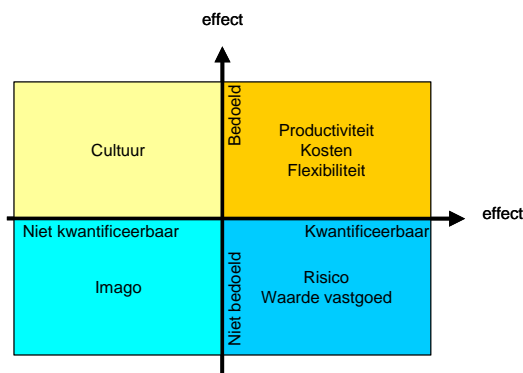 effect
Bedoeld
Cultuur
Productiviteit
Kosten
Flexibiliteit
effect
Niet kwantificeerbaar
Kwantificeerbaar
Niet bedoeld
Imago
Risico
Waarde vastgoed